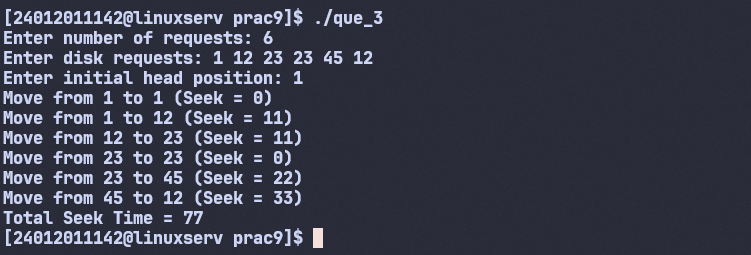 [24012011142@linuxserv prac9]$ ./que_3
Enter number of requests: 6
Enter disk requests: 1 12 23 23 45 12
Enter initial head position: 1
Move from 1 to 1 (Seek = 0)
Move from 1 to 12 (Seek = 11)
Move from 12 to 23 (Seek = 11)
Move from 23 to 23 (Seek = 0)
Move from 23 to 45 (Seek = 22)
Move from 45 to 12 (Seek = 33)
Total Seek Time = 77
[24012011142@linuxserv prac9]$